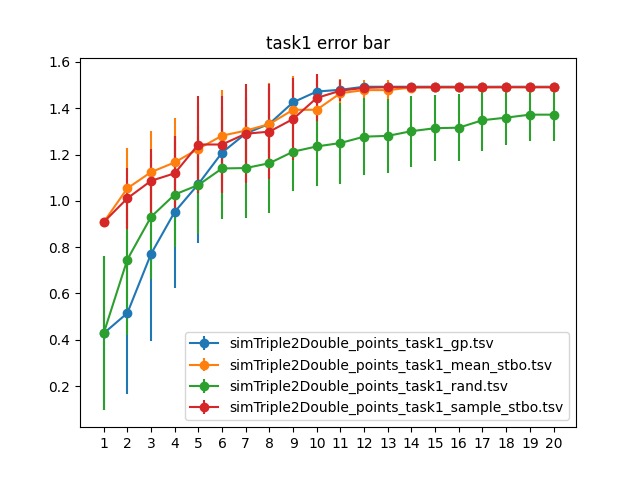 task1 error bar
1.6
1.4
1.2
1.0
0.8
0.6
0.4
0.2
simTriple2Double_points_task1_gp.tsv
simTriple2Double_points_task1_mean_stbo.tsv
simTriple2Double_points_task1_rand.tsv
simTriple2Double_points_task1_sample_stbo.tsv
1 2 3 4 5 6 7 8 9 10 11 12 13 14 15 16 17 18 19 20